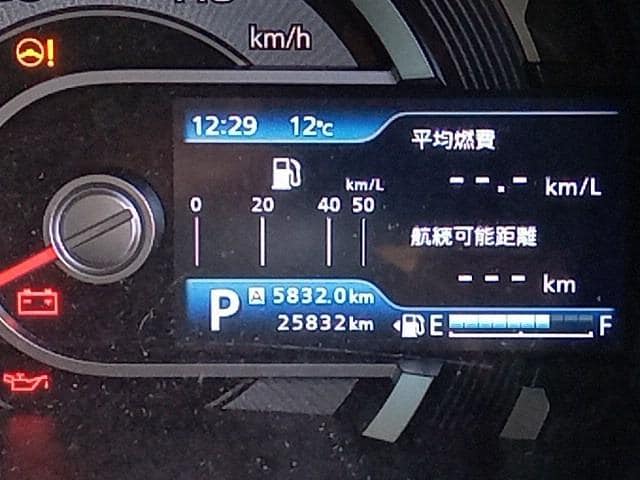 km/h
12:29 12℃
平均燃費
--.- km/L
km/L
0 20 40 50
航続可能距離
--- km
P
A 5832.0km
25832km
E F